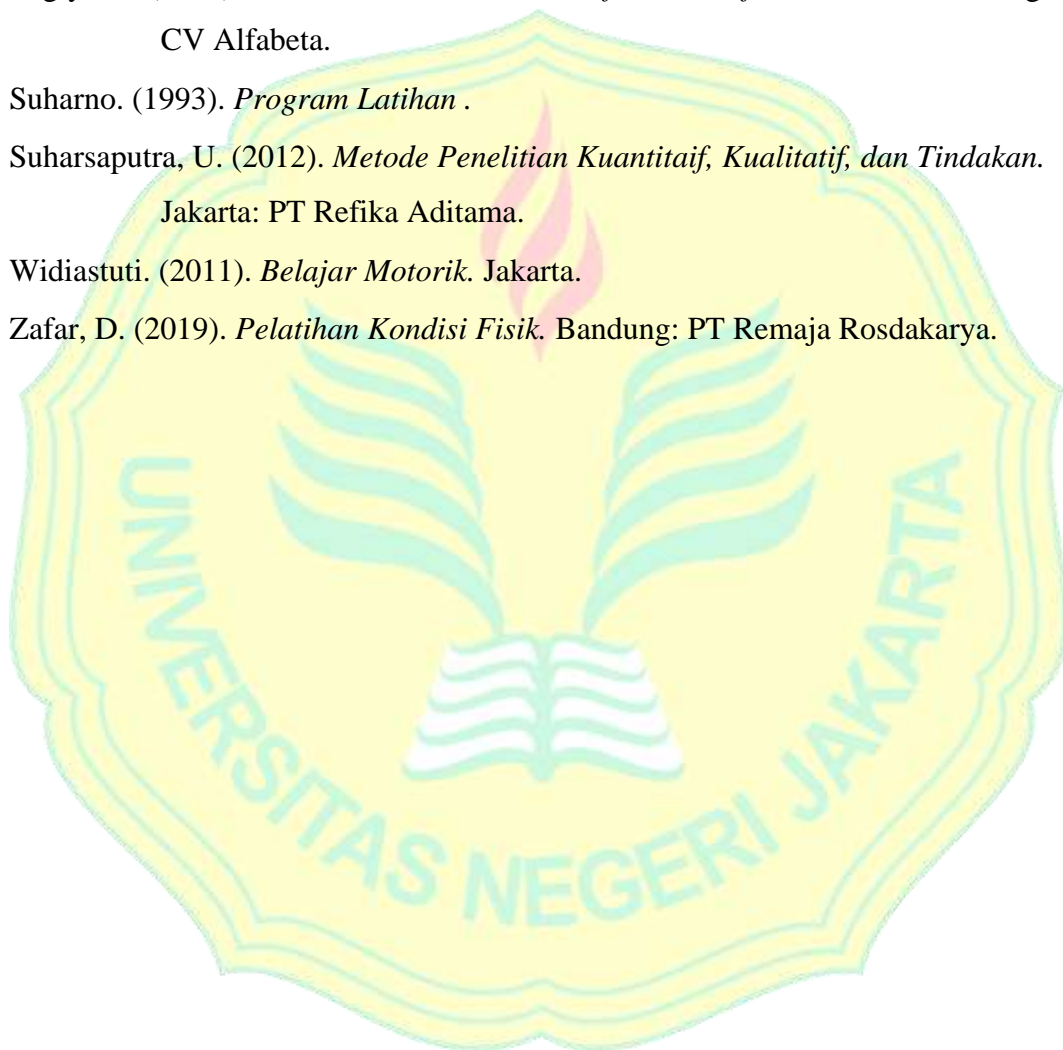 CV Alfabeta.
Suharno. (1993). Program Latihan .
Suharsaputra, U. (2012). Metode Penelitian Kuantitaif, Kualitatif, dan Tindakan.
Jakarta: PT Refika Aditama.
Widiastuti. (2011). Belajar Motorik. Jakarta.
Zafar, D. (2019). Pelatihan Kondisi Fisik. Bandung: PT Remaja Rosdakarya.
UNIVERSITAS NEGERI JAKARTA